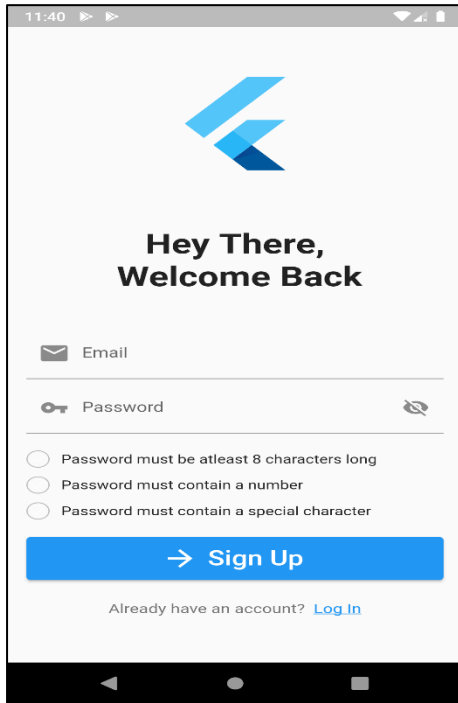 11:40
Hey There,
Welcome Back
Email
Password
Password must be atleast 8 characters long
Password must contain a number
Password must contain a special character
Sign Up
Already have an account? Log In